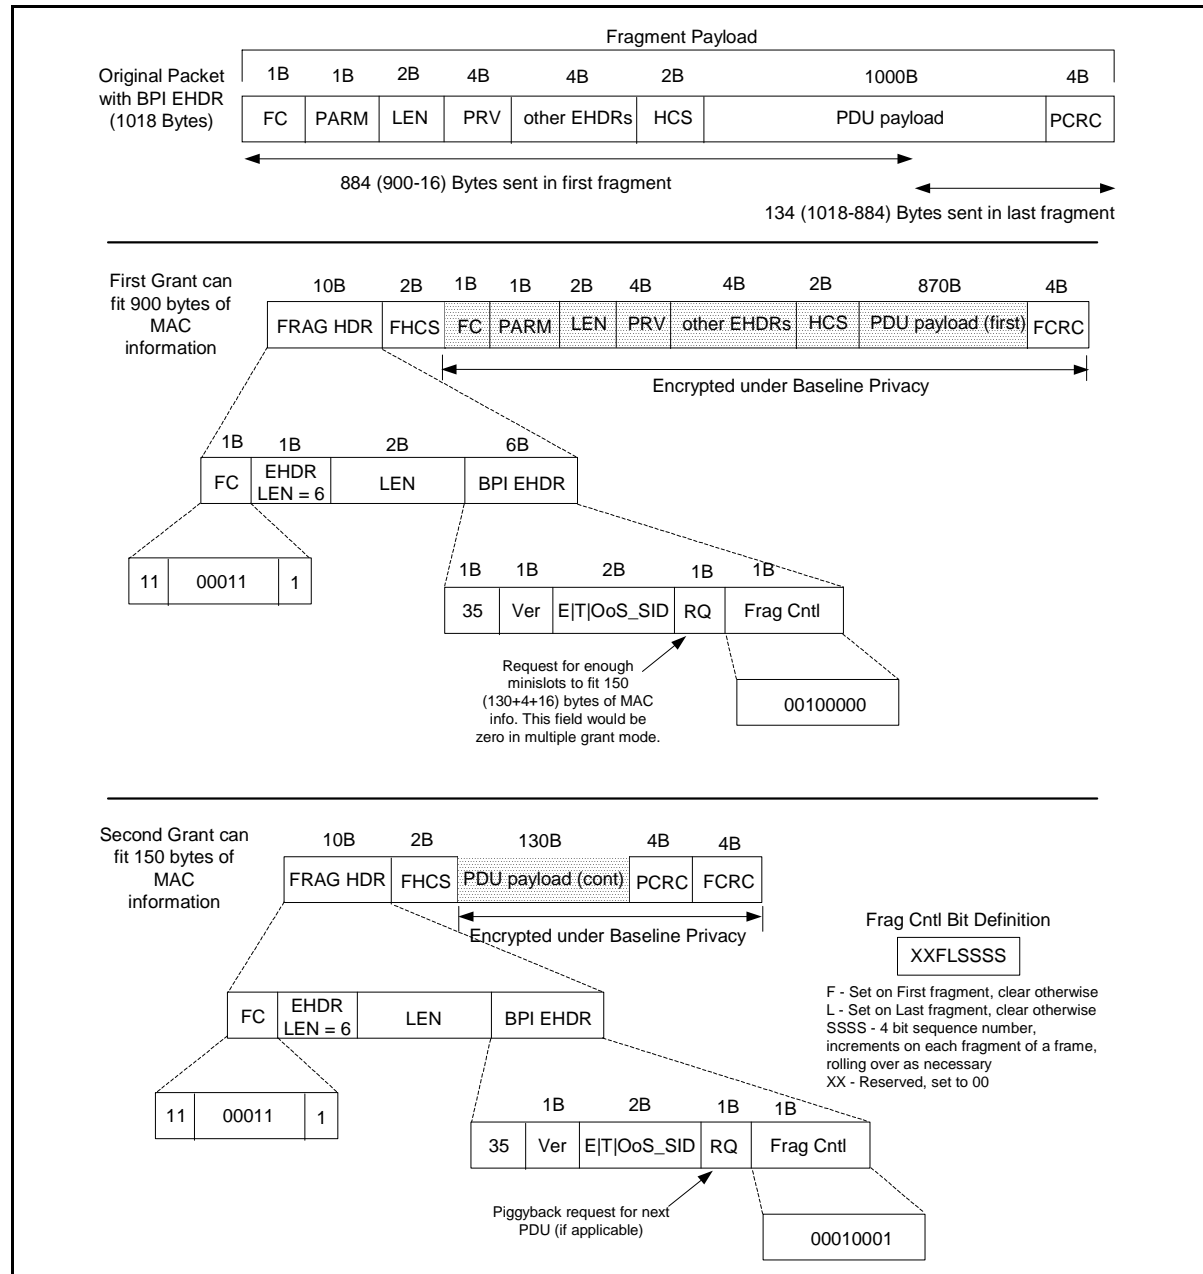 Fragment Payload
Original Packet
with BPI EHDR
(1018 Bytes)
1B 1B 2B 4B 4B 2B 1000B 4B
FC PARM LEN PRV other EHDRs HCS PDU payload PCRC
884 (900-16) Bytes sent in first fragment
134 (1018-884) Bytes sent in last fragment
First Grant can
fit 900 bytes of
MAC
information
10B 2B 1B 1B 2B 4B 4B 2B 870B 4B
FRAG HDR FHCS FC PARM LEN PRV other EHDRs HCS PDU payload (first) FCRC
Encrypted under Baseline Privacy
1B 1B 2B 6B
FC EHDR LEN = 6 LEN BPI EHDR
11 00011 1
1B 1B 2B 1B 1B
35 Ver E|T|OoS_SID RQ Frag Cntl
Request for enough
minislots to fit 150
(130+4+16) bytes of MAC
info. This field would be
zero in multiple grant mode.
00100000
Second Grant can
fit 150 bytes of
MAC
information
10B 2B 130B 4B 4B
FRAG HDR FHCS PDU payload (cont) PCRC FCRC
Encrypted under Baseline Privacy
FC EHDR LEN = 6 LEN BPI EHDR
11 00011 1
1B 2B 1B 1B
35 Ver E|T|OoS_SID RQ Frag Cntl
Piggyback request for next
PDU (if applicable)
00010001
Frag Cntl Bit Definition
XXFLSSSS
F - Set on First fragment, clear otherwise
L - Set on Last fragment, clear otherwise
SSSS - 4 bit sequence number,
increments on each fragment of a frame,
rolling over as necessary
XX - Reserved, set to 00